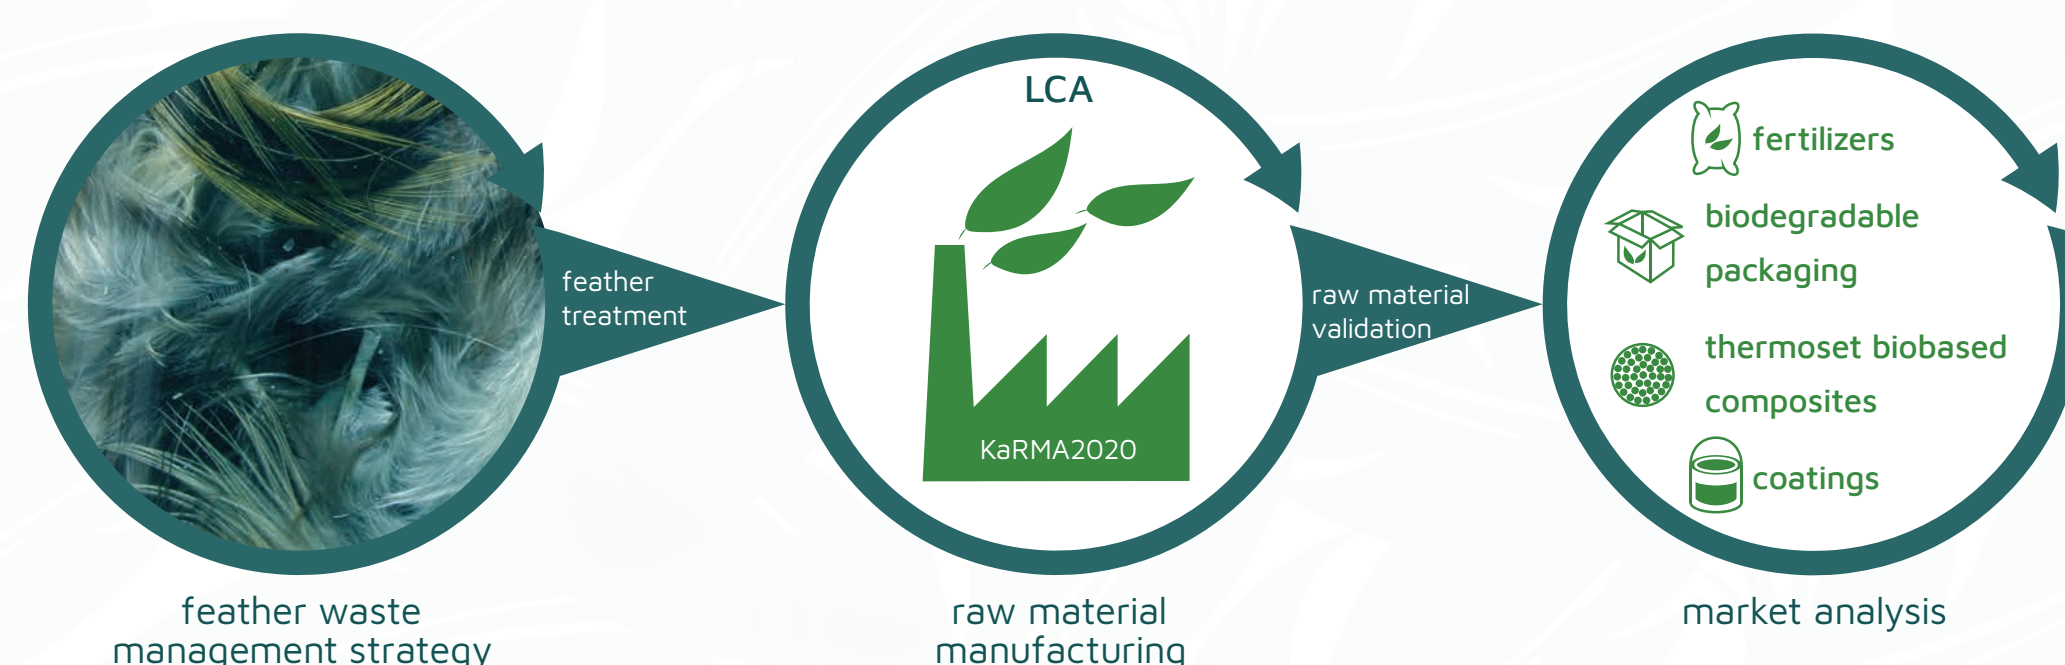 feather
treatment
feather waste
management strategy
LCA
KaRMA2020
raw material
validation
raw material
manufacturing
fertilizers
biodegradable
packaging
thermoset biobased
composites
coatings
market analysis